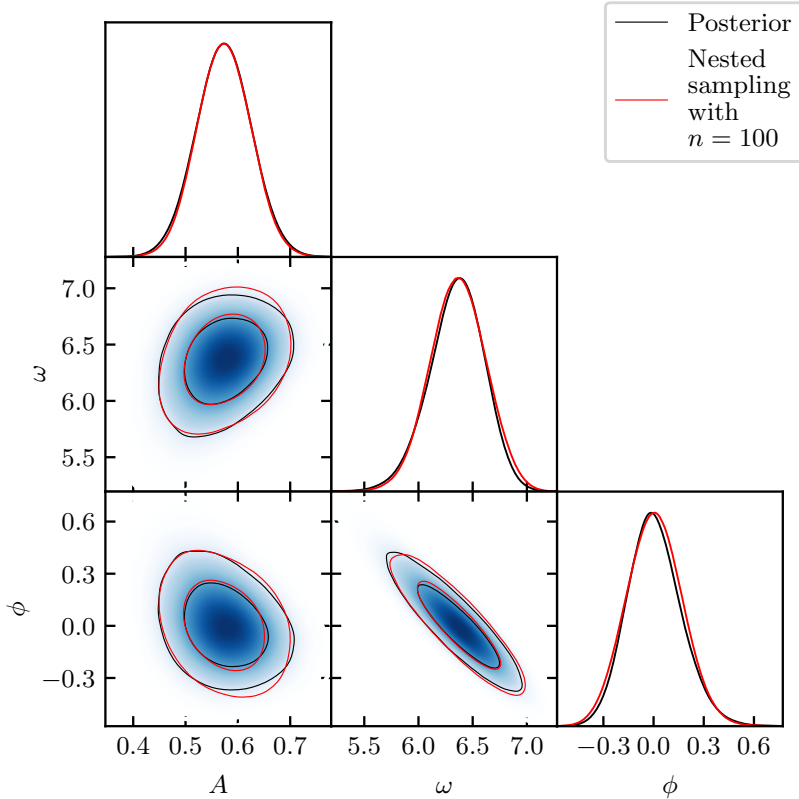 Posterior
Nested
sampling
with
n = 100
7.0
6.5
6.0
5.5
ω
0.6
0.3
0.0
−0.3
ϕ
0.4 0.5 0.6 0.7
5.5 6.0 6.5 7.0
−0.3 0.0 0.3 0.6
A
ω
ϕ